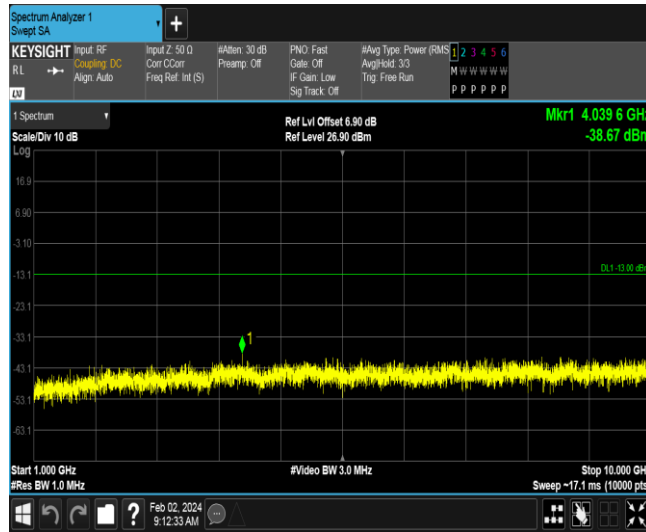 Spectrum Analyzer 1
Swept SA
+
KEYSIGHT Input: RF Input Z: 50 Ω #Atten: 30 dB PNO: Fast #Avg Type: Power (RMS 1 2 3 4 5 6
RL Coupling: DC Corr CCorr Preamp: Off Gate: Off Avg|Hold: 3/3 M W W W W W
Align: Auto Freq Ref: Int (S) IF Gain: Low Trig: Free Run
LXI Sig Track: Off P P P P P P
1 Spectrum Ref Lvl Offset 6.90 dB Mkr1 4.039 6 GHz
Scale/Div 10 dB Ref Level 26.90 dBm -38.67 dBm
Log
16.9
6.90
-3.10
-13.1 DL1 -13.00 dBm
-23.1
-33.1
1
-43.1
-53.1
-63.1
Start 1.000 GHz #Video BW 3.0 MHz Stop 10.000 GHz
#Res BW 1.0 MHz Sweep ~17.1 ms (10000 pts
? Feb 02, 2024
9:12:33 AM